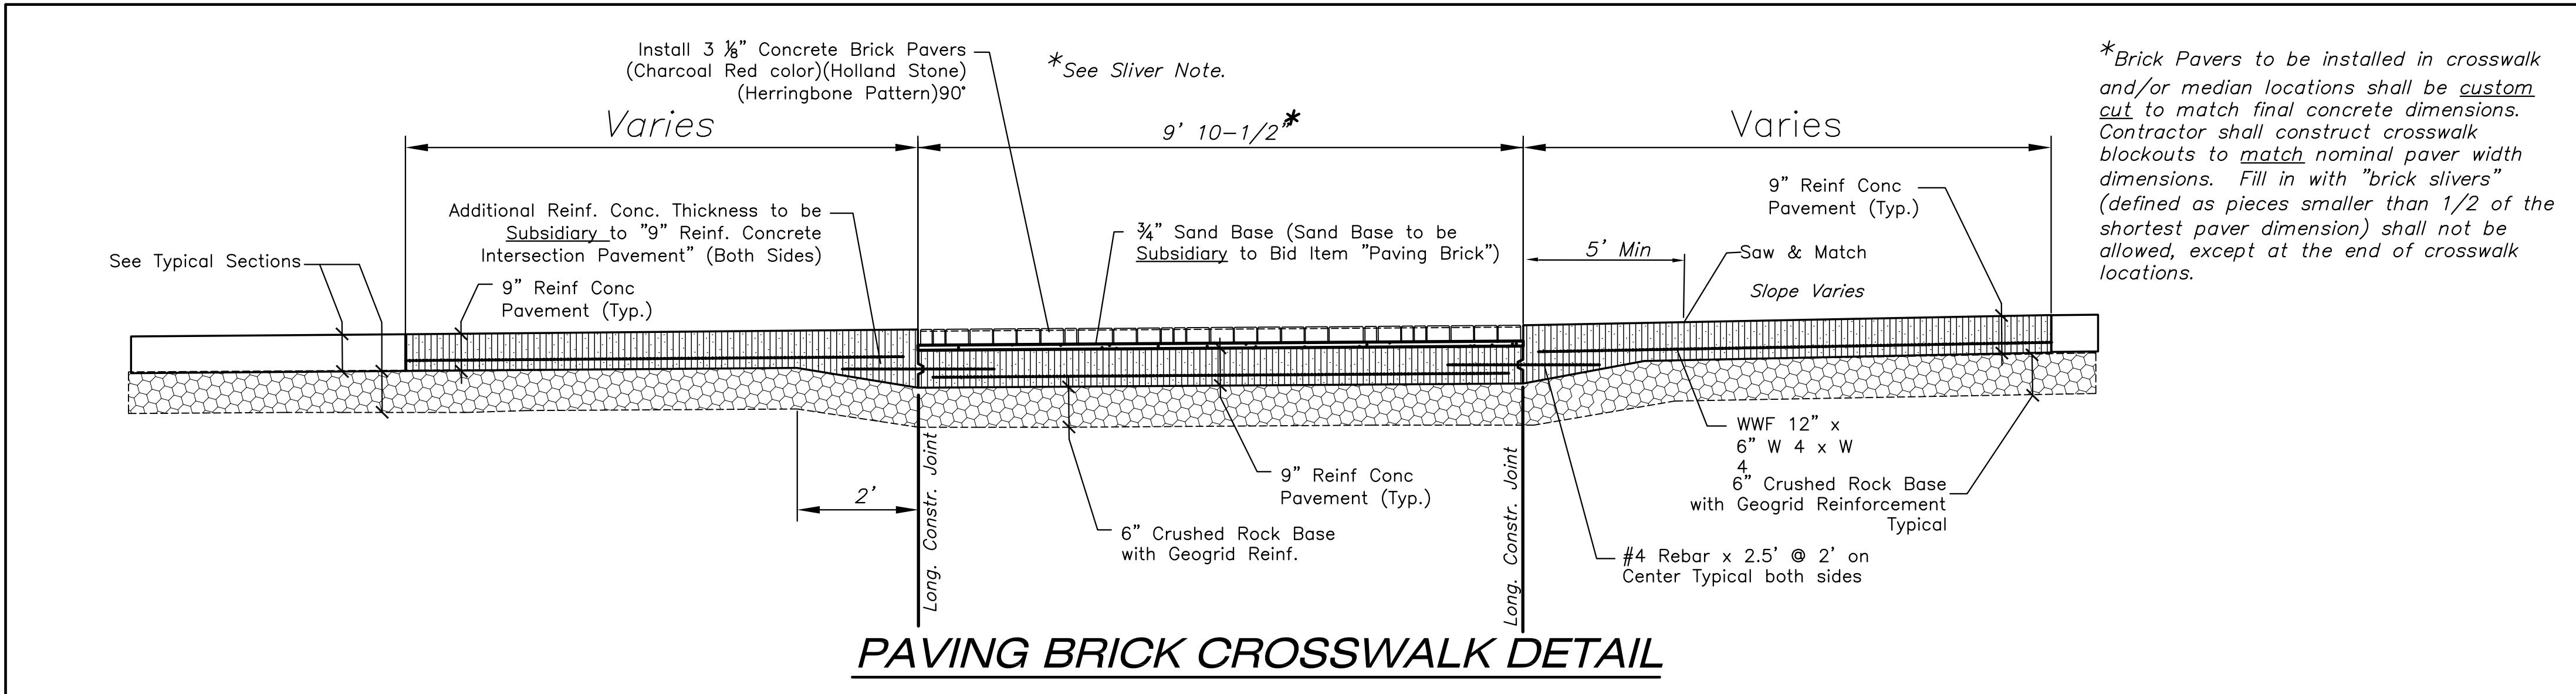 Install 3 ⅛" Concrete Brick Pavers
(Charcoal Red color)(Holland Stone)
(Herringbone Pattern)90°
*See Sliver Note.
*Brick Pavers to be installed in crosswalk
and/or median locations shall be custom
cut to match final concrete dimensions.
Contractor shall construct crosswalk
blockouts to match nominal paver width
dimensions. Fill in with "brick slivers"
(defined as pieces smaller than 1/2 of the
shortest paver dimension) shall not be
allowed, except at the end of crosswalk
locations.
Varies
9' 10-1/2"*
Varies
Additional Reinf. Conc. Thickness to be
Subsidiary to "9" Reinf. Concrete
Intersection Pavement" (Both Sides)
¾" Sand Base (Sand Base to be
Subsidiary to Bid Item "Paving Brick")
9" Reinf Conc
Pavement (Typ.)
5' Min
Saw & Match
Slope Varies
See Typical Sections
9" Reinf Conc
Pavement (Typ.)
2'
Long. Constr. Joint
9" Reinf Conc
Pavement (Typ.)
6" Crushed Rock Base
with Geogrid Reinf.
Long. Constr. Joint
WWF 12" x
6" W 4 x W
4
6" Crushed Rock Base
with Geogrid Reinforcement
Typical
#4 Rebar x 2.5' @ 2' on
Center Typical both sides
PAVING BRICK CROSSWALK DETAIL